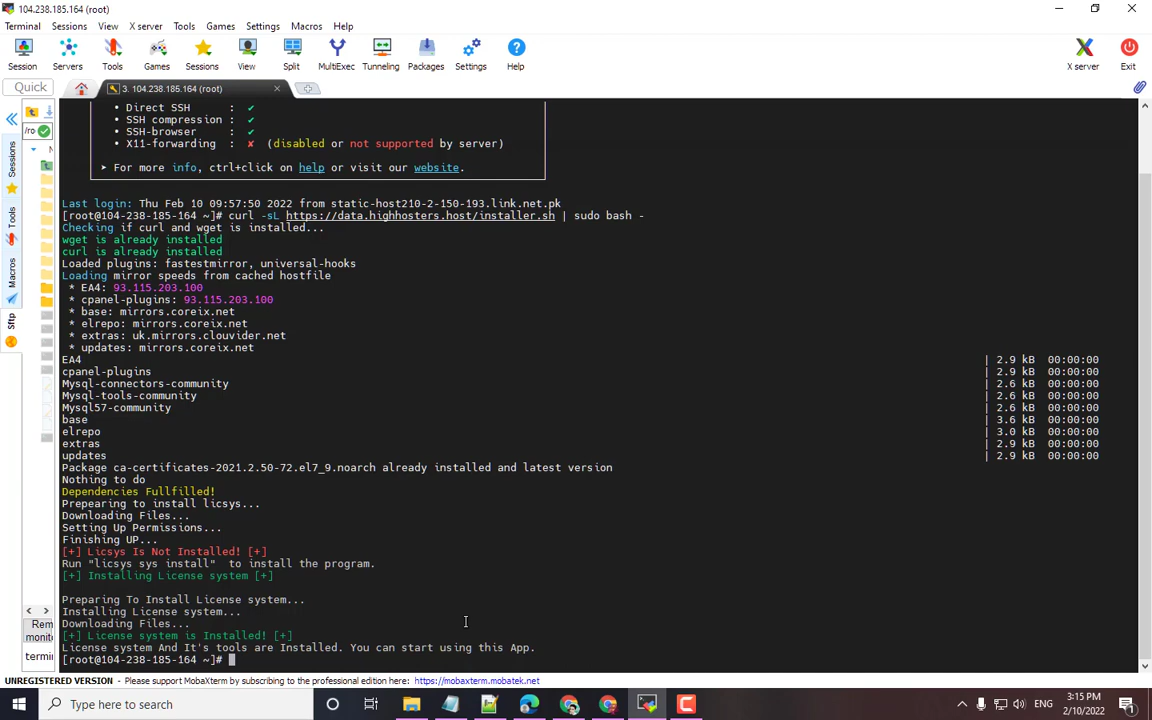 104.238.185.164 (root)
Terminal Sessions View X server Tools Games Settings Macros Help
Session Servers Tools Games Sessions View Split MultiExec Tunneling Packages Settings Help X server Exit
Quick
3. 104.238.185.164 (root)
/ro
Sessions
Tools
Macros
Sftp
• Direct SSH : ✔
• SSH compression : ✔
• SSH-browser : ✔
• X11-forwarding : ✘ (disabled or not supported by server)
➤ For more info, ctrl+click on help or visit our website.
Last login: Thu Feb 10 09:57:50 2022 from static-host210-2-150-193.link.net.pk
[root@104-238-185-164 ~]# curl -sL https://data.highhosters.host/installer.sh | sudo bash -
Checking if curl and wget is installed...
wget is already installed
curl is already installed
Loaded plugins: fastestmirror, universal-hooks
Loading mirror speeds from cached hostfile
* EA4: 93.115.203.100
* cpanel-plugins: 93.115.203.100
* base: mirrors.coreix.net
* elrepo: mirrors.coreix.net
* extras: uk.mirrors.clouvider.net
* updates: mirrors.coreix.net
EA4 | 2.9 kB 00:00:00
cpanel-plugins | 2.9 kB 00:00:00
Mysql-connectors-community | 2.6 kB 00:00:00
Mysql-tools-community | 2.6 kB 00:00:00
Mysql57-community | 2.6 kB 00:00:00
base | 3.6 kB 00:00:00
elrepo | 3.0 kB 00:00:00
extras | 2.9 kB 00:00:00
updates | 2.9 kB 00:00:00
Package ca-certificates-2021.2.50-72.el7_9.noarch already installed and latest version
Nothing to do
Dependencies Fullfilled!
Prepearing to install licsys...
Downloading Files...
Setting Up Permissions...
Finishing UP...
[+] Licsys Is Not Installed! [+]
Run "licsys sys install" to install the program.
[+] Installing License system [+]
Preparing To Install License system...
Installing License system...
Downloading Files...
[+] License system is Installed! [+]
License system And It's tools are Installed. You can start using this App.
[root@104-238-185-164 ~]#
Rem
monito
termin
UNREGISTERED VERSION - Please support MobaXterm by subscribing to the professional edition here: https://mobaxterm.mobatek.net
Type here to search
ENG
3:15 PM
2/10/2022
1